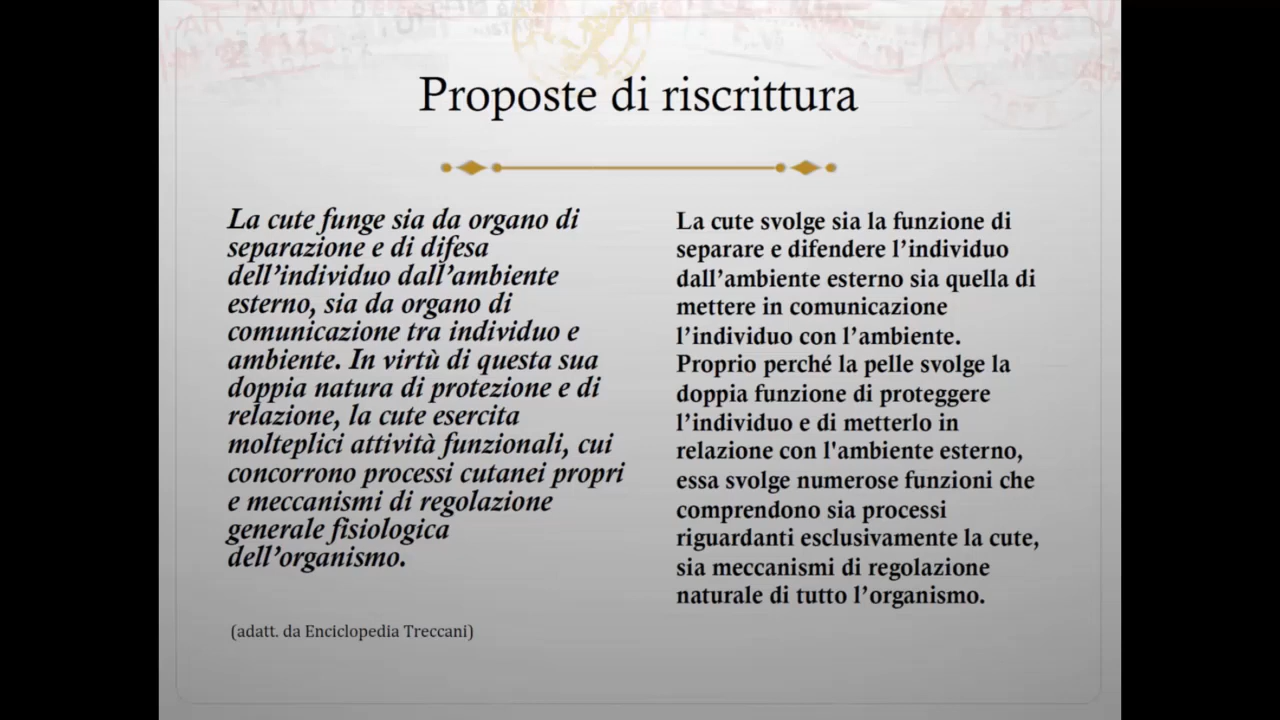 Proposte di riscrittura
La cute funge sia da organo di
separazione e di difesa
dell'individuo dall'ambiente
esterno, sia da organo di
comunicazione tra individuo e
ambiente. In virtù di questa sua
doppia natura di protezione e di
relazione, la cute esercita
molteplici attività funzionali, cui
concorrono processi cutanei propri
e meccanismi di regolazione
generale fisiologica
dell'organismo.
(adatt. da Enciclopedia Treccani)
La cute svolge sia la funzione di
separare e difendere l'individuo
dall'ambiente esterno sia quella di
mettere in comunicazione
l'individuo con l'ambiente.
Proprio perché la pelle svolge la
doppia funzione di proteggere
l'individuo e di metterlo in
relazione con l'ambiente esterno,
essa svolge numerose funzioni che
comprendono sia processi
riguardanti esclusivamente la cute,
sia meccanismi di regolazione
naturale di tutto l'organismo.